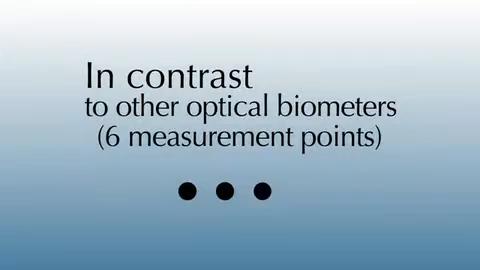 In contrast
to other optical biometers
(6 measurement points)
● ● ●